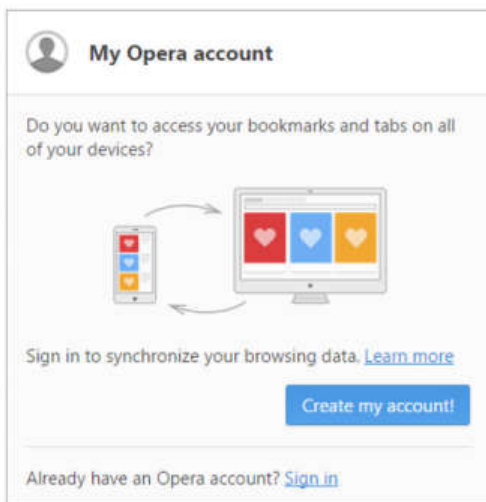 My Opera account
Do you want to access your bookmarks and tabs on all
of your devices?
Sign in to synchronize your browsing data. Learn more
Create my account!
Already have an Opera account? Sign in